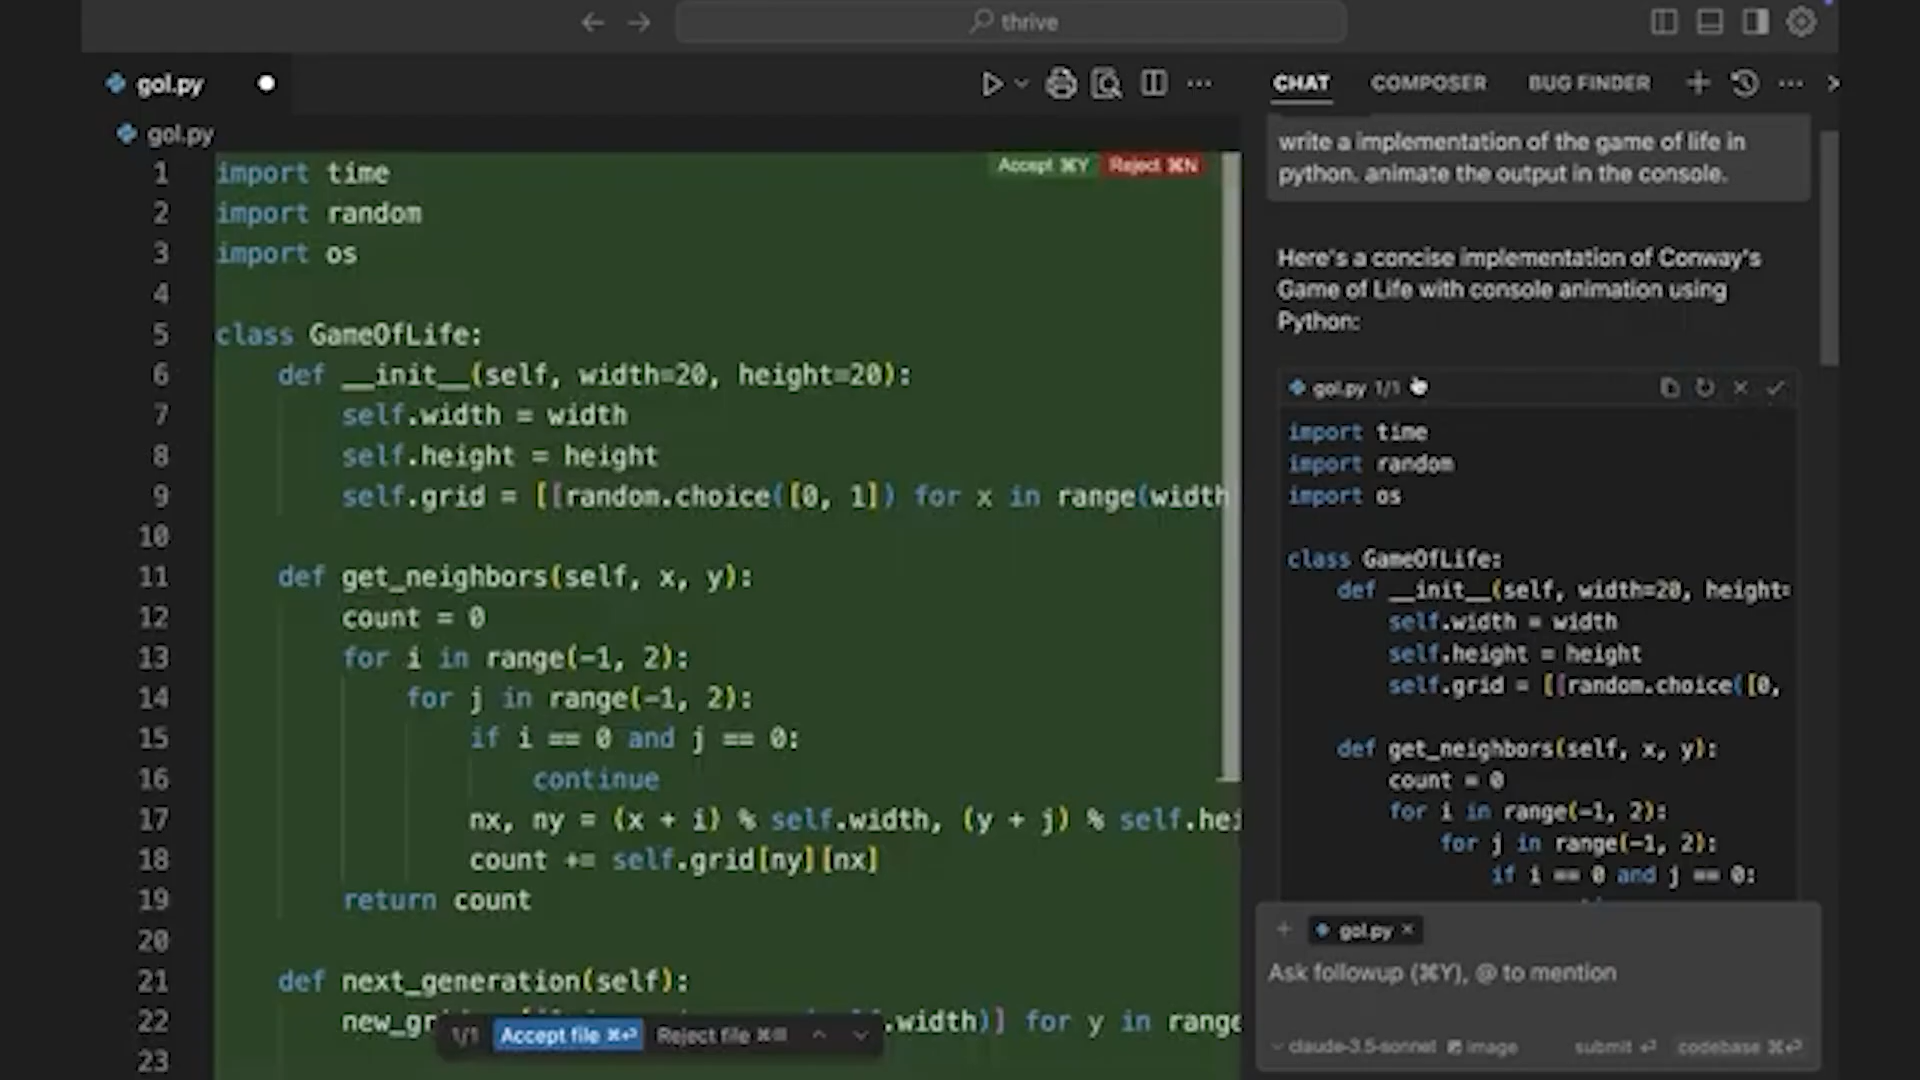 thrive
gol.py
CHAT COMPOSER BUG FINDER
gol.py
Accept ⌘Y Reject ⌘N
1 import time
2 import random
3 import os
4
5 class GameOfLife:
6 def __init__(self, width=20, height=20):
7 self.width = width
8 self.height = height
9 self.grid = [[random.choice([0, 1]) for x in range(width
10
11 def get_neighbors(self, x, y):
12 count = 0
13 for i in range(-1, 2):
14 for j in range(-1, 2):
15 if i == 0 and j == 0:
16 continue
17 nx, ny = (x + i) % self.width, (y + j) % self.hei
18 count += self.grid[ny][nx]
19 return count
20
21 def next_generation(self):
22 new_gr .width)] for y in range
23
1/1 Accept file ⌘⏎ Reject file
write a implementation of the game of life in
python. animate the output in the console.
Here's a concise implementation of Conway's
Game of Life with console animation using
Python:
gol.py 1/1
import time
import random
import os
class GameOfLife:
def __init__(self, width=20, height=
self.width = width
self.height = height
self.grid = [[random.choice([0,
def get_neighbors(self, x, y):
count = 0
for i in range(-1, 2):
for j in range(-1, 2):
if i == 0 and j == 0:
+ gol.py ×
Ask followup (⌘Y), @ to mention
claude-3.5-sonnet image submit ⏎ codebase ⌘⏎